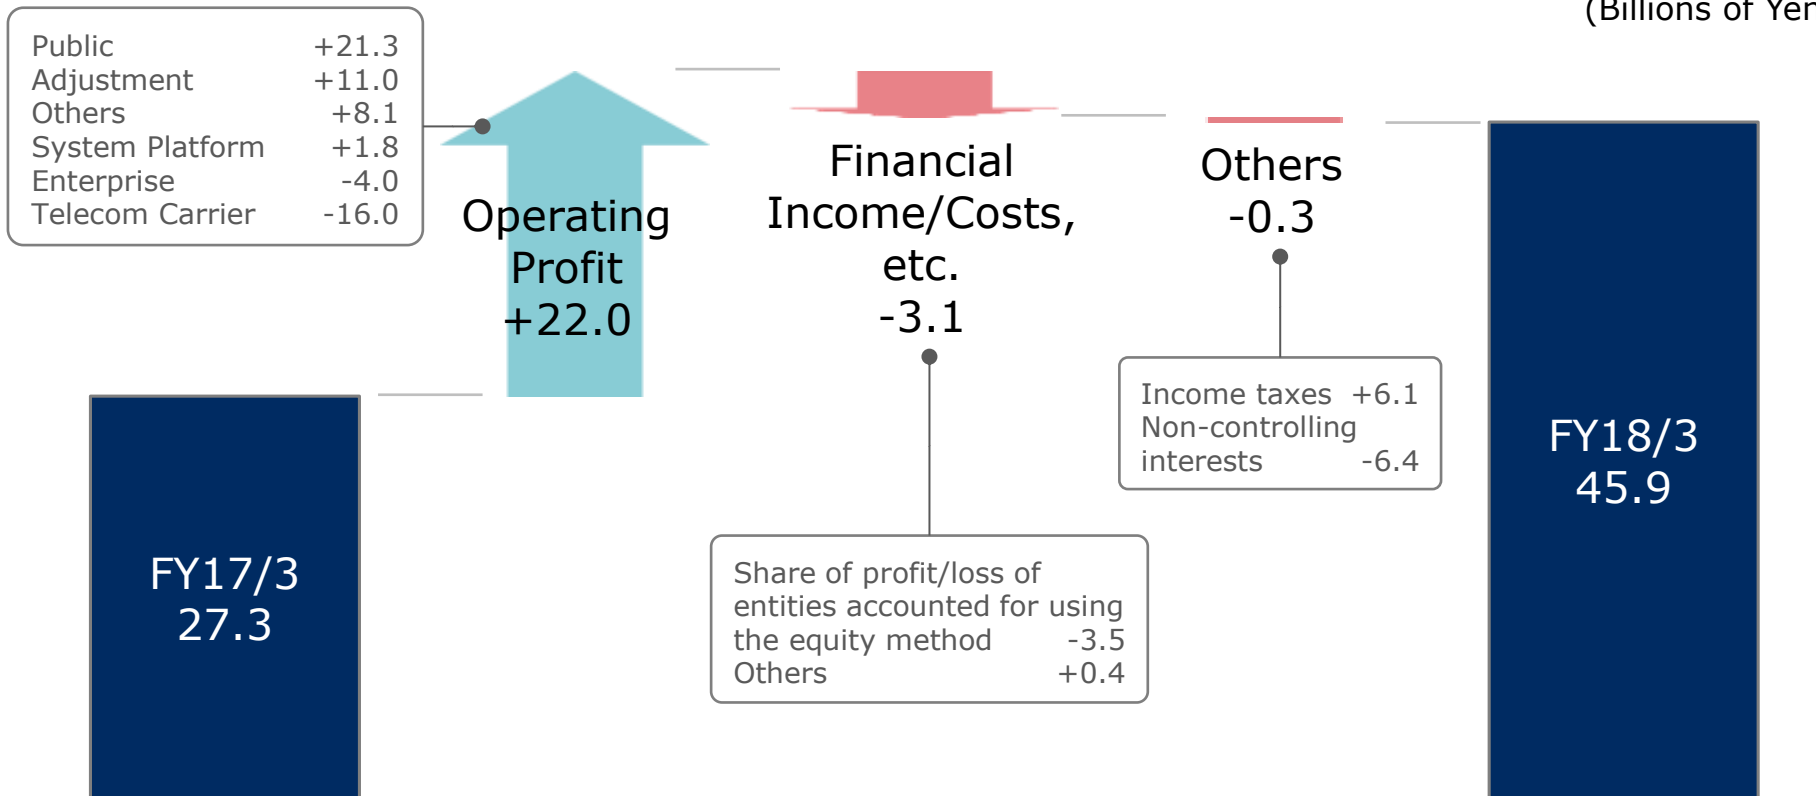 (Billions of Yen
Public +21.3
Adjustment +11.0
Others +8.1
System Platform +1.8
Enterprise -4.0
Telecom Carrier -16.0
Operating
Profit
+22.0
Financial
Income/Costs,
etc.
-3.1
Others
-0.3
Income taxes +6.1
Non-controlling
interests -6.4
Share of profit/loss of
entities accounted for using
the equity method -3.5
Others +0.4
FY17/3
27.3
FY18/3
45.9